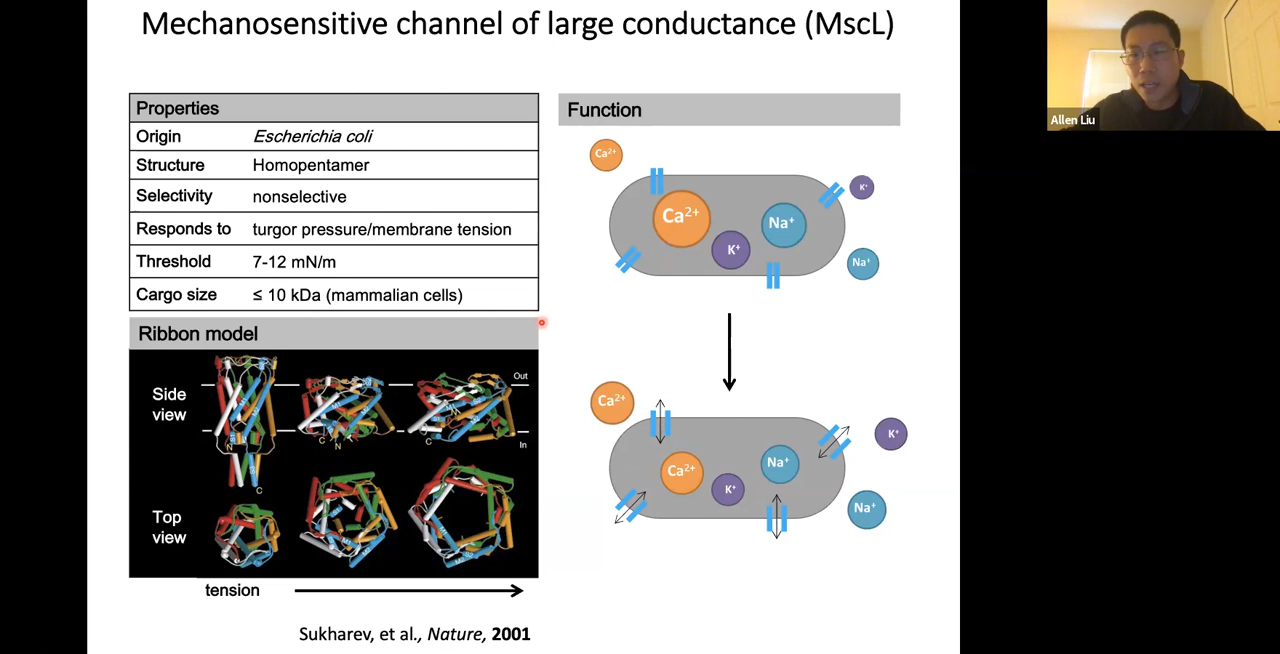 Mechanosensitive channel of large conductance (MscL)
Allen Liu
Properties
Origin Escherichia coli
Structure Homopentamer
Selectivity nonselective
Responds to turgor pressure/membrane tension
Threshold 7-12 mN/m
Cargo size ≤ 10 kDa (mammalian cells)
Function
Ca²⁺
K⁺
Ca²⁺
Na⁺
K⁺
Na⁺
Ribbon model
Side
view
Out
In
N
C
C
N
C
Top
view
tension
Ca²⁺
K⁺
Ca²⁺
Na⁺
K⁺
Na⁺
Sukharev, et al., Nature, 2001